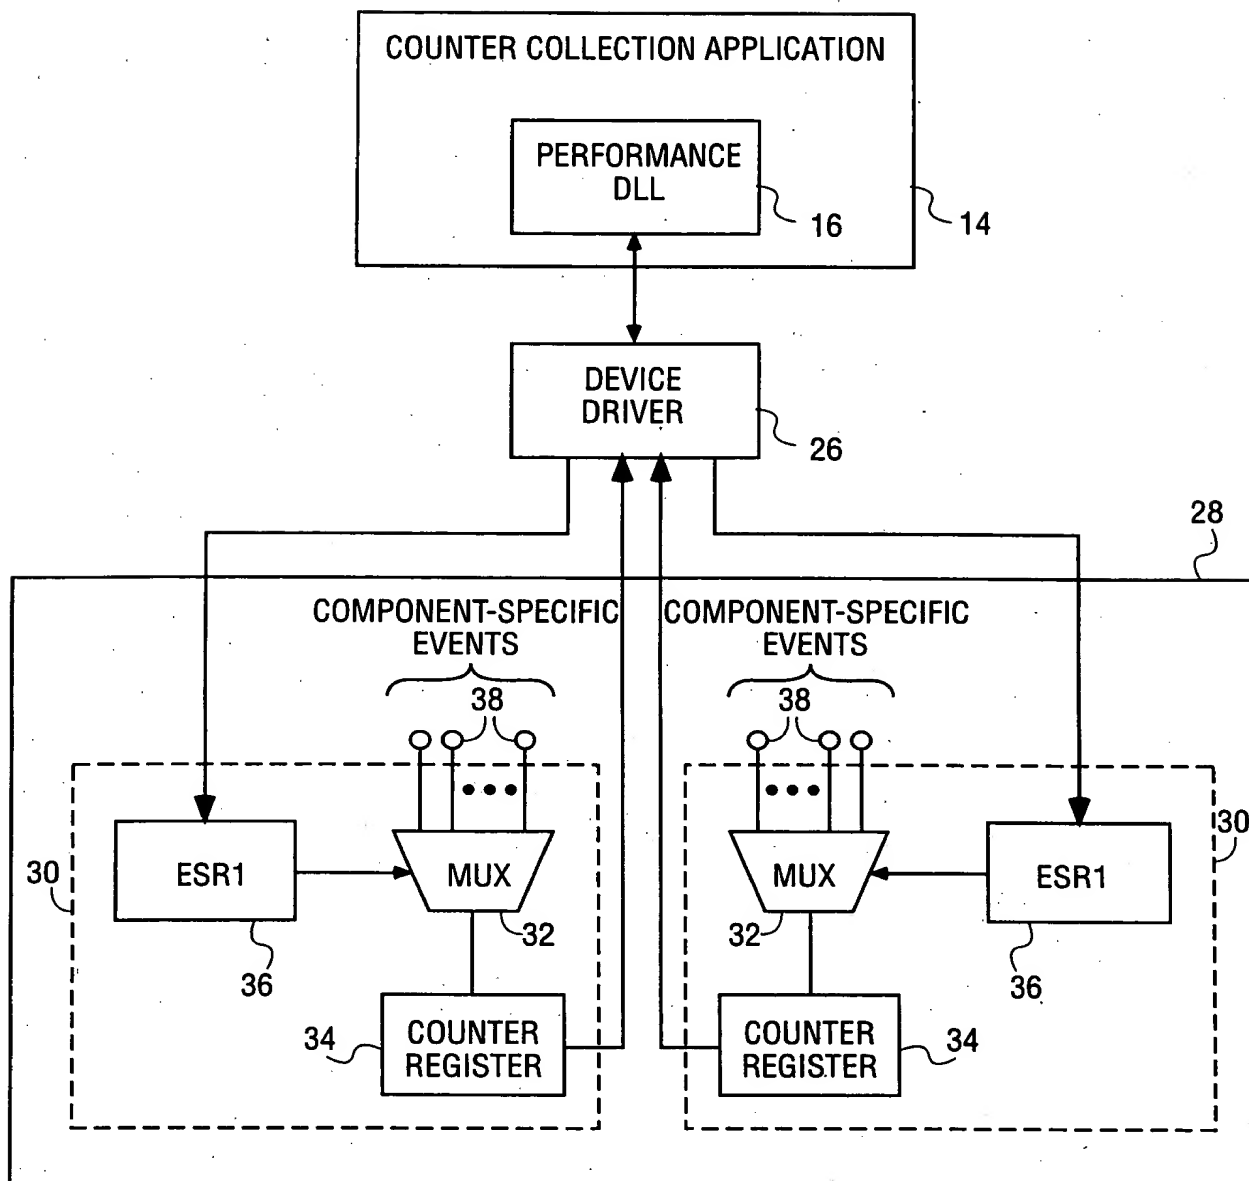 COUNTER COLLECTION APPLICATION
PERFORMANCE
DLL
16
14
DEVICE
DRIVER
26
28
COMPONENT-SPECIFIC
EVENTS
COMPONENT-SPECIFIC
EVENTS
38
38
30
ESR1
MUX
32
36
MUX
32
ESR1
30
36
34
COUNTER
REGISTER
COUNTER
REGISTER
34